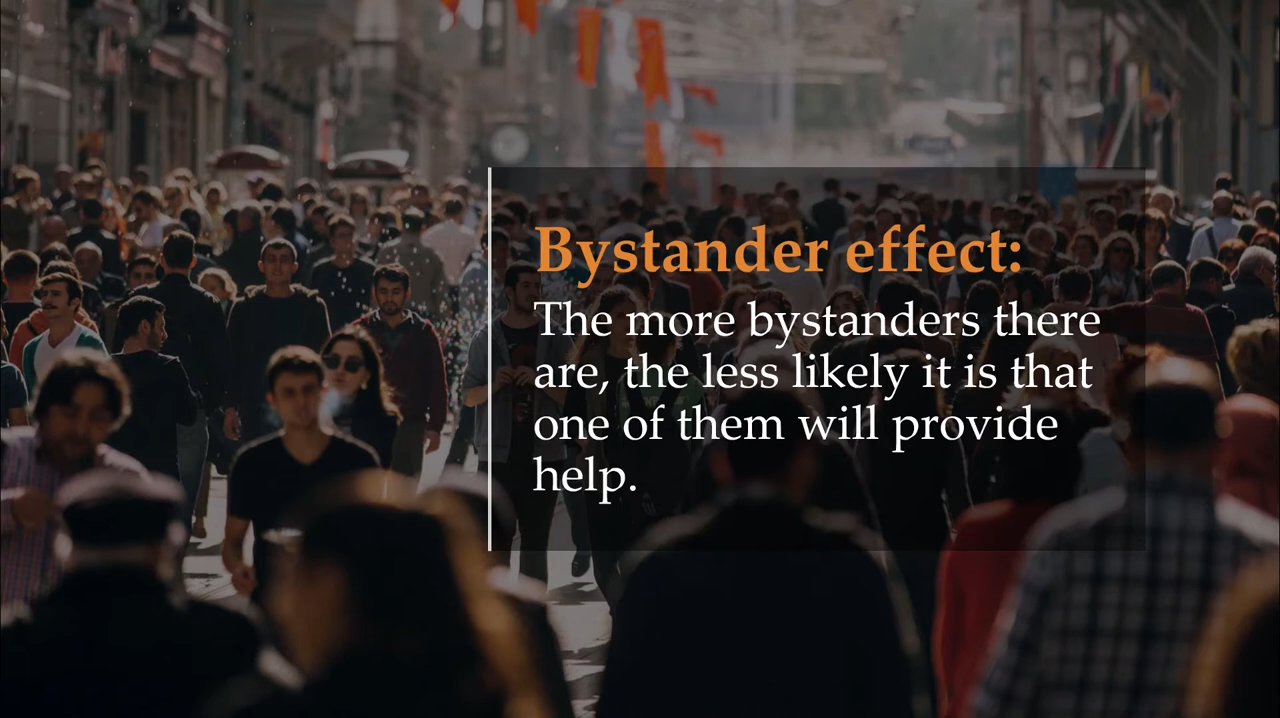 Bystander effect:
The more bystanders there
are, the less likely it is that
one of them will provide
help.